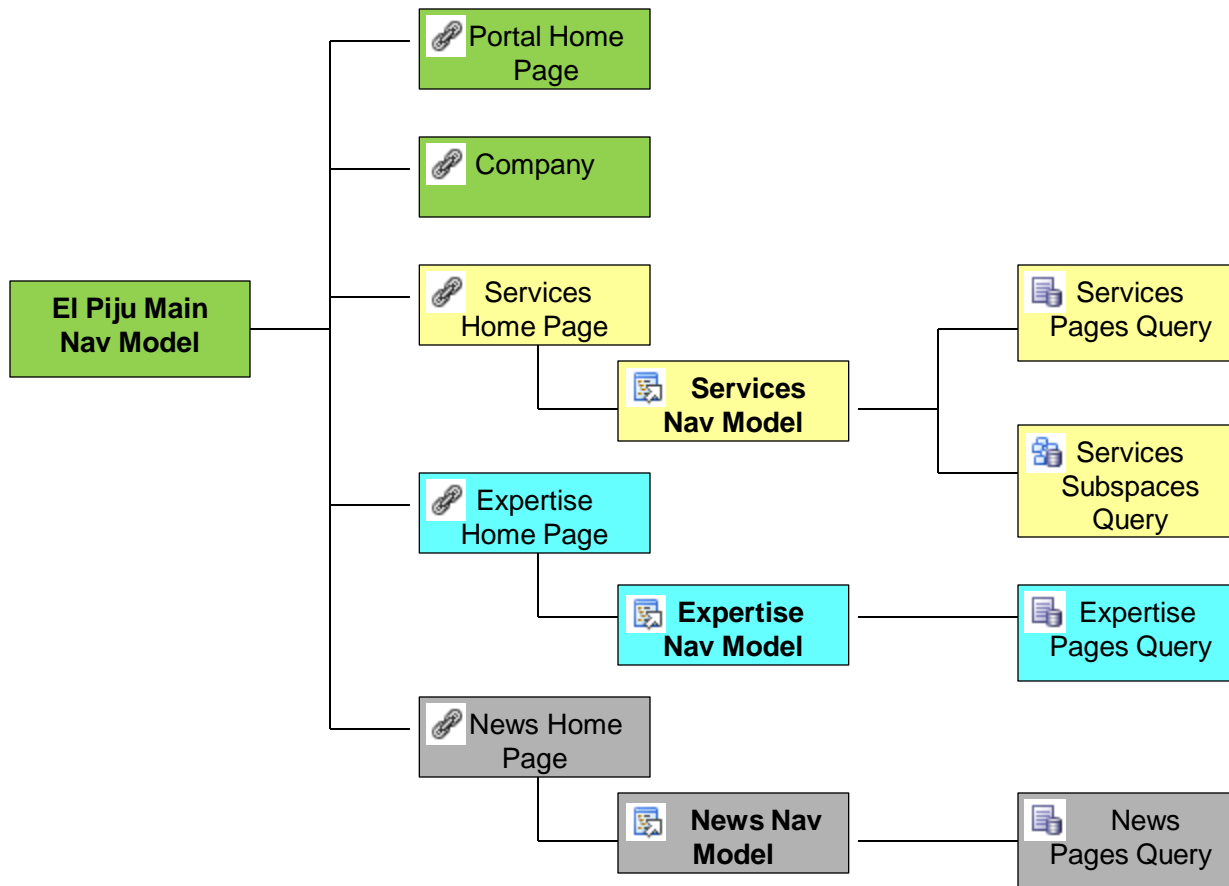 Portal Home
Page
Company
El Piju Main
Nav Model
Services
Home Page
Services
Nav Model
Services
Pages Query
Services
Subspaces
Query
Expertise
Home Page
Expertise
Nav Model
Expertise
Pages Query
News Home
Page
News Nav
Model
News
Pages Query